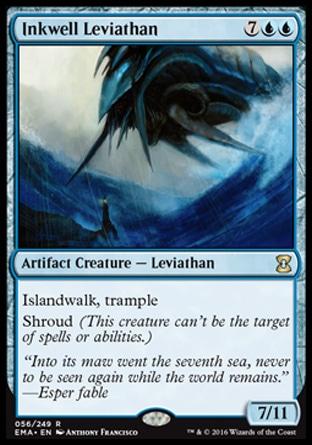 Inkwell Leviathan 7
Artifact Creature — Leviathan
Islandwalk, trample
Shroud (This creature can't be the target
of spells or abilities.)
“Into its maw went the seventh sea, never
to be seen again while the world remains.”
—Esper fable
7/11
056/249 R
EMA • EN Anthony Francisco
™ & © 2016 Wizards of the Coast